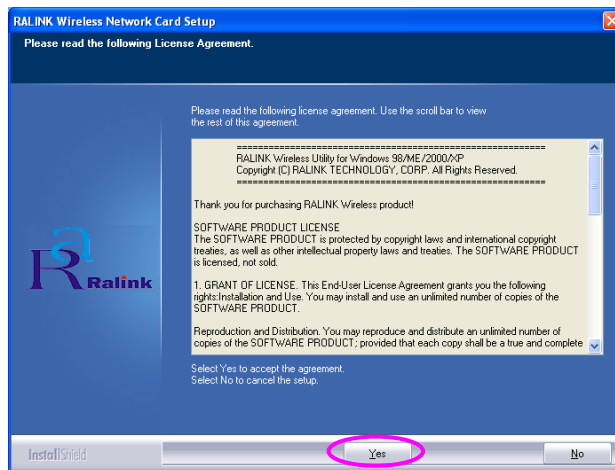 RALINK Wireless Network Card Setup
Please read the following License Agreement.
Please read the following license agreement. Use the scroll bar to view
the rest of this agreement.
============================================================
RALINK Wireless Utility for Windows 98/ME/2000/XP
Copyright (C) RALINK TECHNOLOGY, CORP. All Rights Reserved.
============================================================
Thank you for purchasing RALINK Wireless product!
SOFTWARE PRODUCT LICENSE
The SOFTWARE PRODUCT is protected by copyright laws and international copyright
treaties, as well as other intellectual property laws and treaties. The SOFTWARE PRODUCT
is licensed, not sold.
1. GRANT OF LICENSE. This End-User License Agreement grants you the following
rights:Installation and Use. You may install and use an unlimited number of copies of the
SOFTWARE PRODUCT.
Reproduction and Distribution. You may reproduce and distribute an unlimited number of
copies of the SOFTWARE PRODUCT; provided that each copy shall be a true and complete
Ralink
Select Yes to accept the agreement.
Select No to cancel the setup.
InstallShield
Yes
No